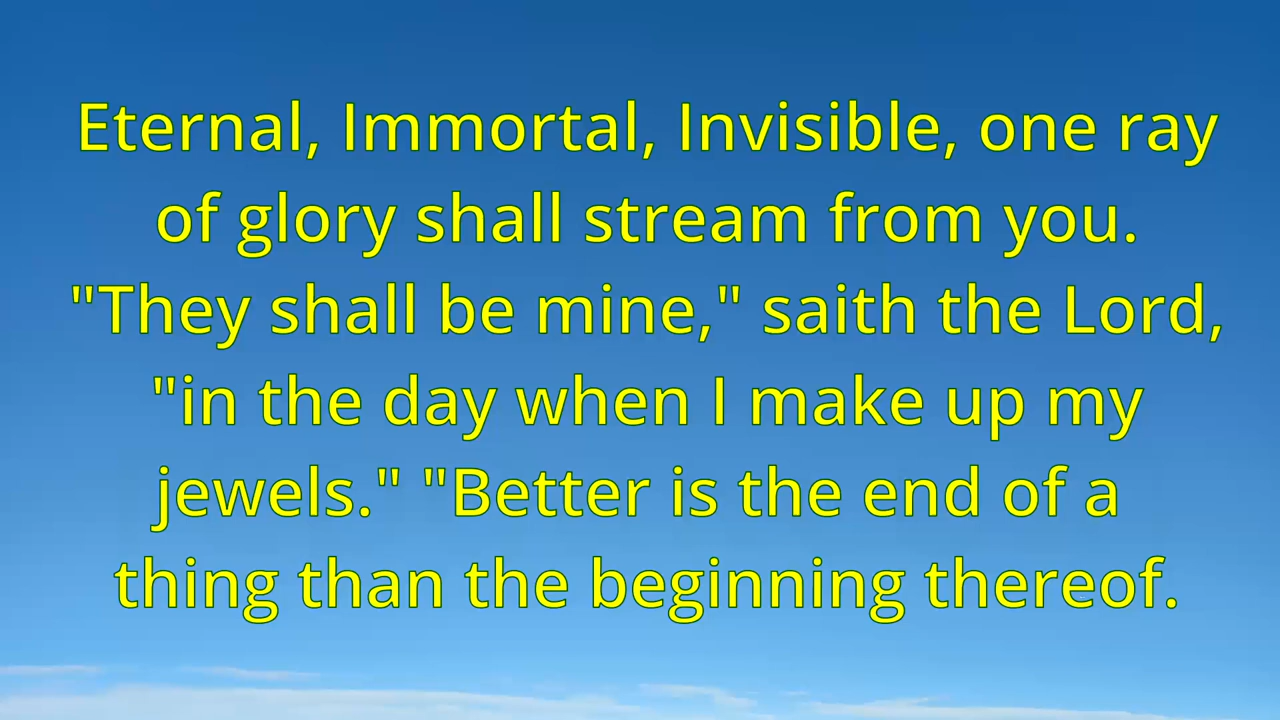 Eternal, Immortal, Invisible, one ray
of glory shall stream from you.
"They shall be mine," saith the Lord,
"in the day when I make up my
jewels." "Better is the end of a
thing than the beginning thereof.